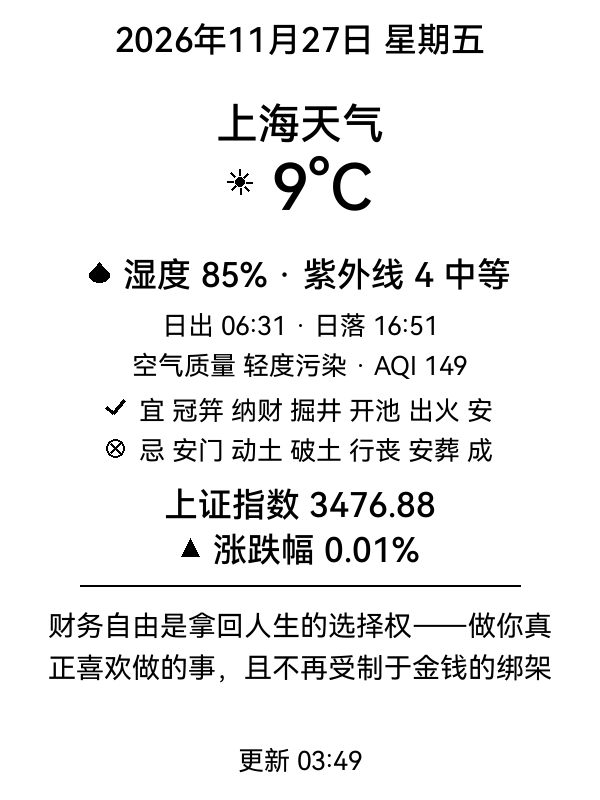 2026年11月27日 星期五
上海天气
9°C
湿度 85% · 紫外线 4 中等
日出 06:31 · 日落 16:51
空气质量 轻度污染 · AQI 149
宜 冠笄 纳财 掘井 开池 出火 安
忌 安门 动土 破土 行丧 安葬 成
上证指数 3476.88
▲ 涨跌幅 0.01%
财务自由是拿回人生的选择权——做你真
正喜欢做的事，且不再受制于金钱的绑架
更新 03:49